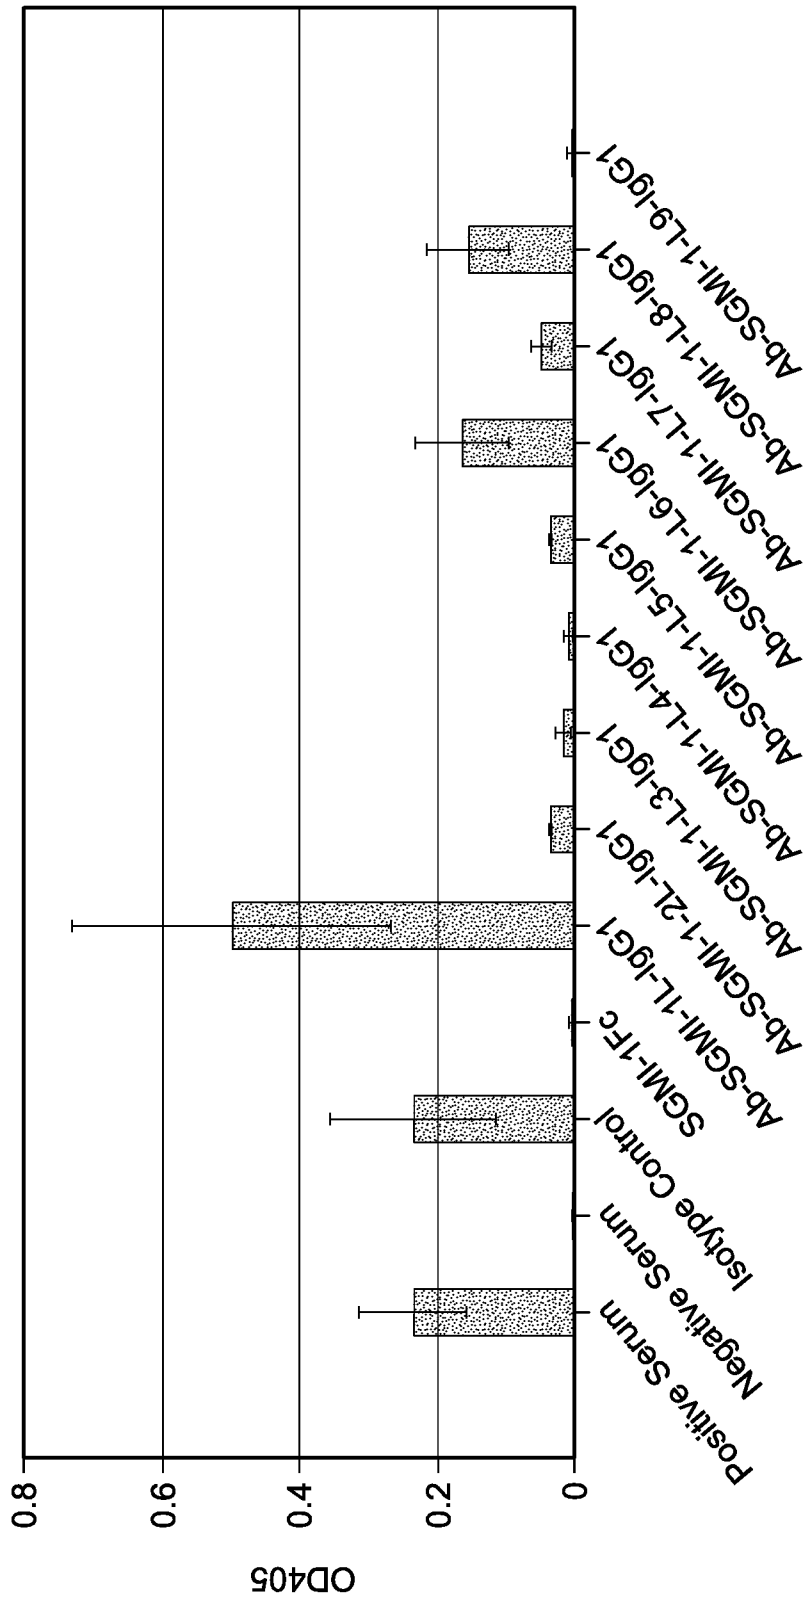 OD405
0.8
0.6
0.4
0.2
0
Positive Serum
Negative Serum
Isotype Control
SGMI-1Fc
Ab-SGMI-1L-IgG1
Ab-SGMI-1-2L-IgG1
Ab-SGMI-1-L3-IgG1
Ab-SGMI-1-L4-IgG1
Ab-SGMI-1-L5-IgG1
Ab-SGMI-1-L6-IgG1
Ab-SGMI-1-L7-IgG1
Ab-SGMI-1-L8-IgG1
Ab-SGMI-1-L9-IgG1